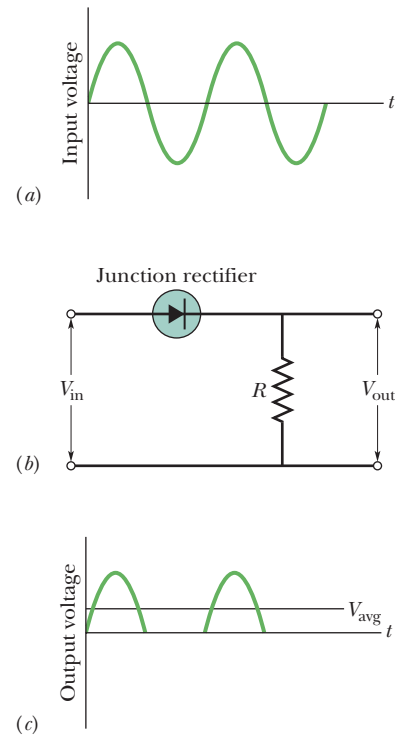 Input voltage
t
(a)
Junction rectifier
V_in
R
V_out
(b)
Output voltage
V_avg
t
(c)